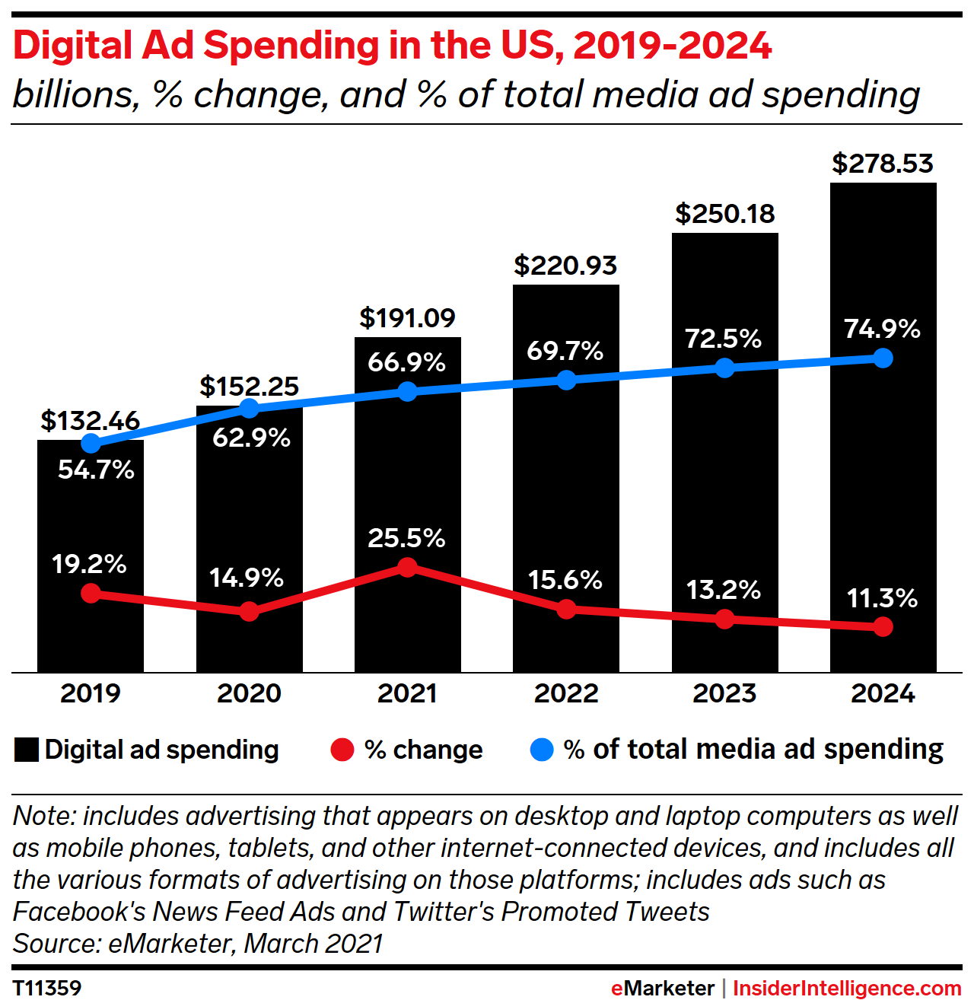 Digital Ad Spending in the US, 2019-2024
billions, % change, and % of total media ad spending
$278.53
$250.18
$220.93
$191.09
$152.25
$132.46
54.7%
62.9%
66.9%
69.7%
72.5%
74.9%
19.2%
14.9%
25.5%
15.6%
13.2%
11.3%
2019 2020 2021 2022 2023 2024
Digital ad spending % change % of total media ad spending
Note: includes advertising that appears on desktop and laptop computers as well
as mobile phones, tablets, and other internet-connected devices, and includes all
the various formats of advertising on those platforms; includes ads such as
Facebook's News Feed Ads and Twitter's Promoted Tweets
Source: eMarketer, March 2021
T11359 eMarketer | InsiderIntelligence.com